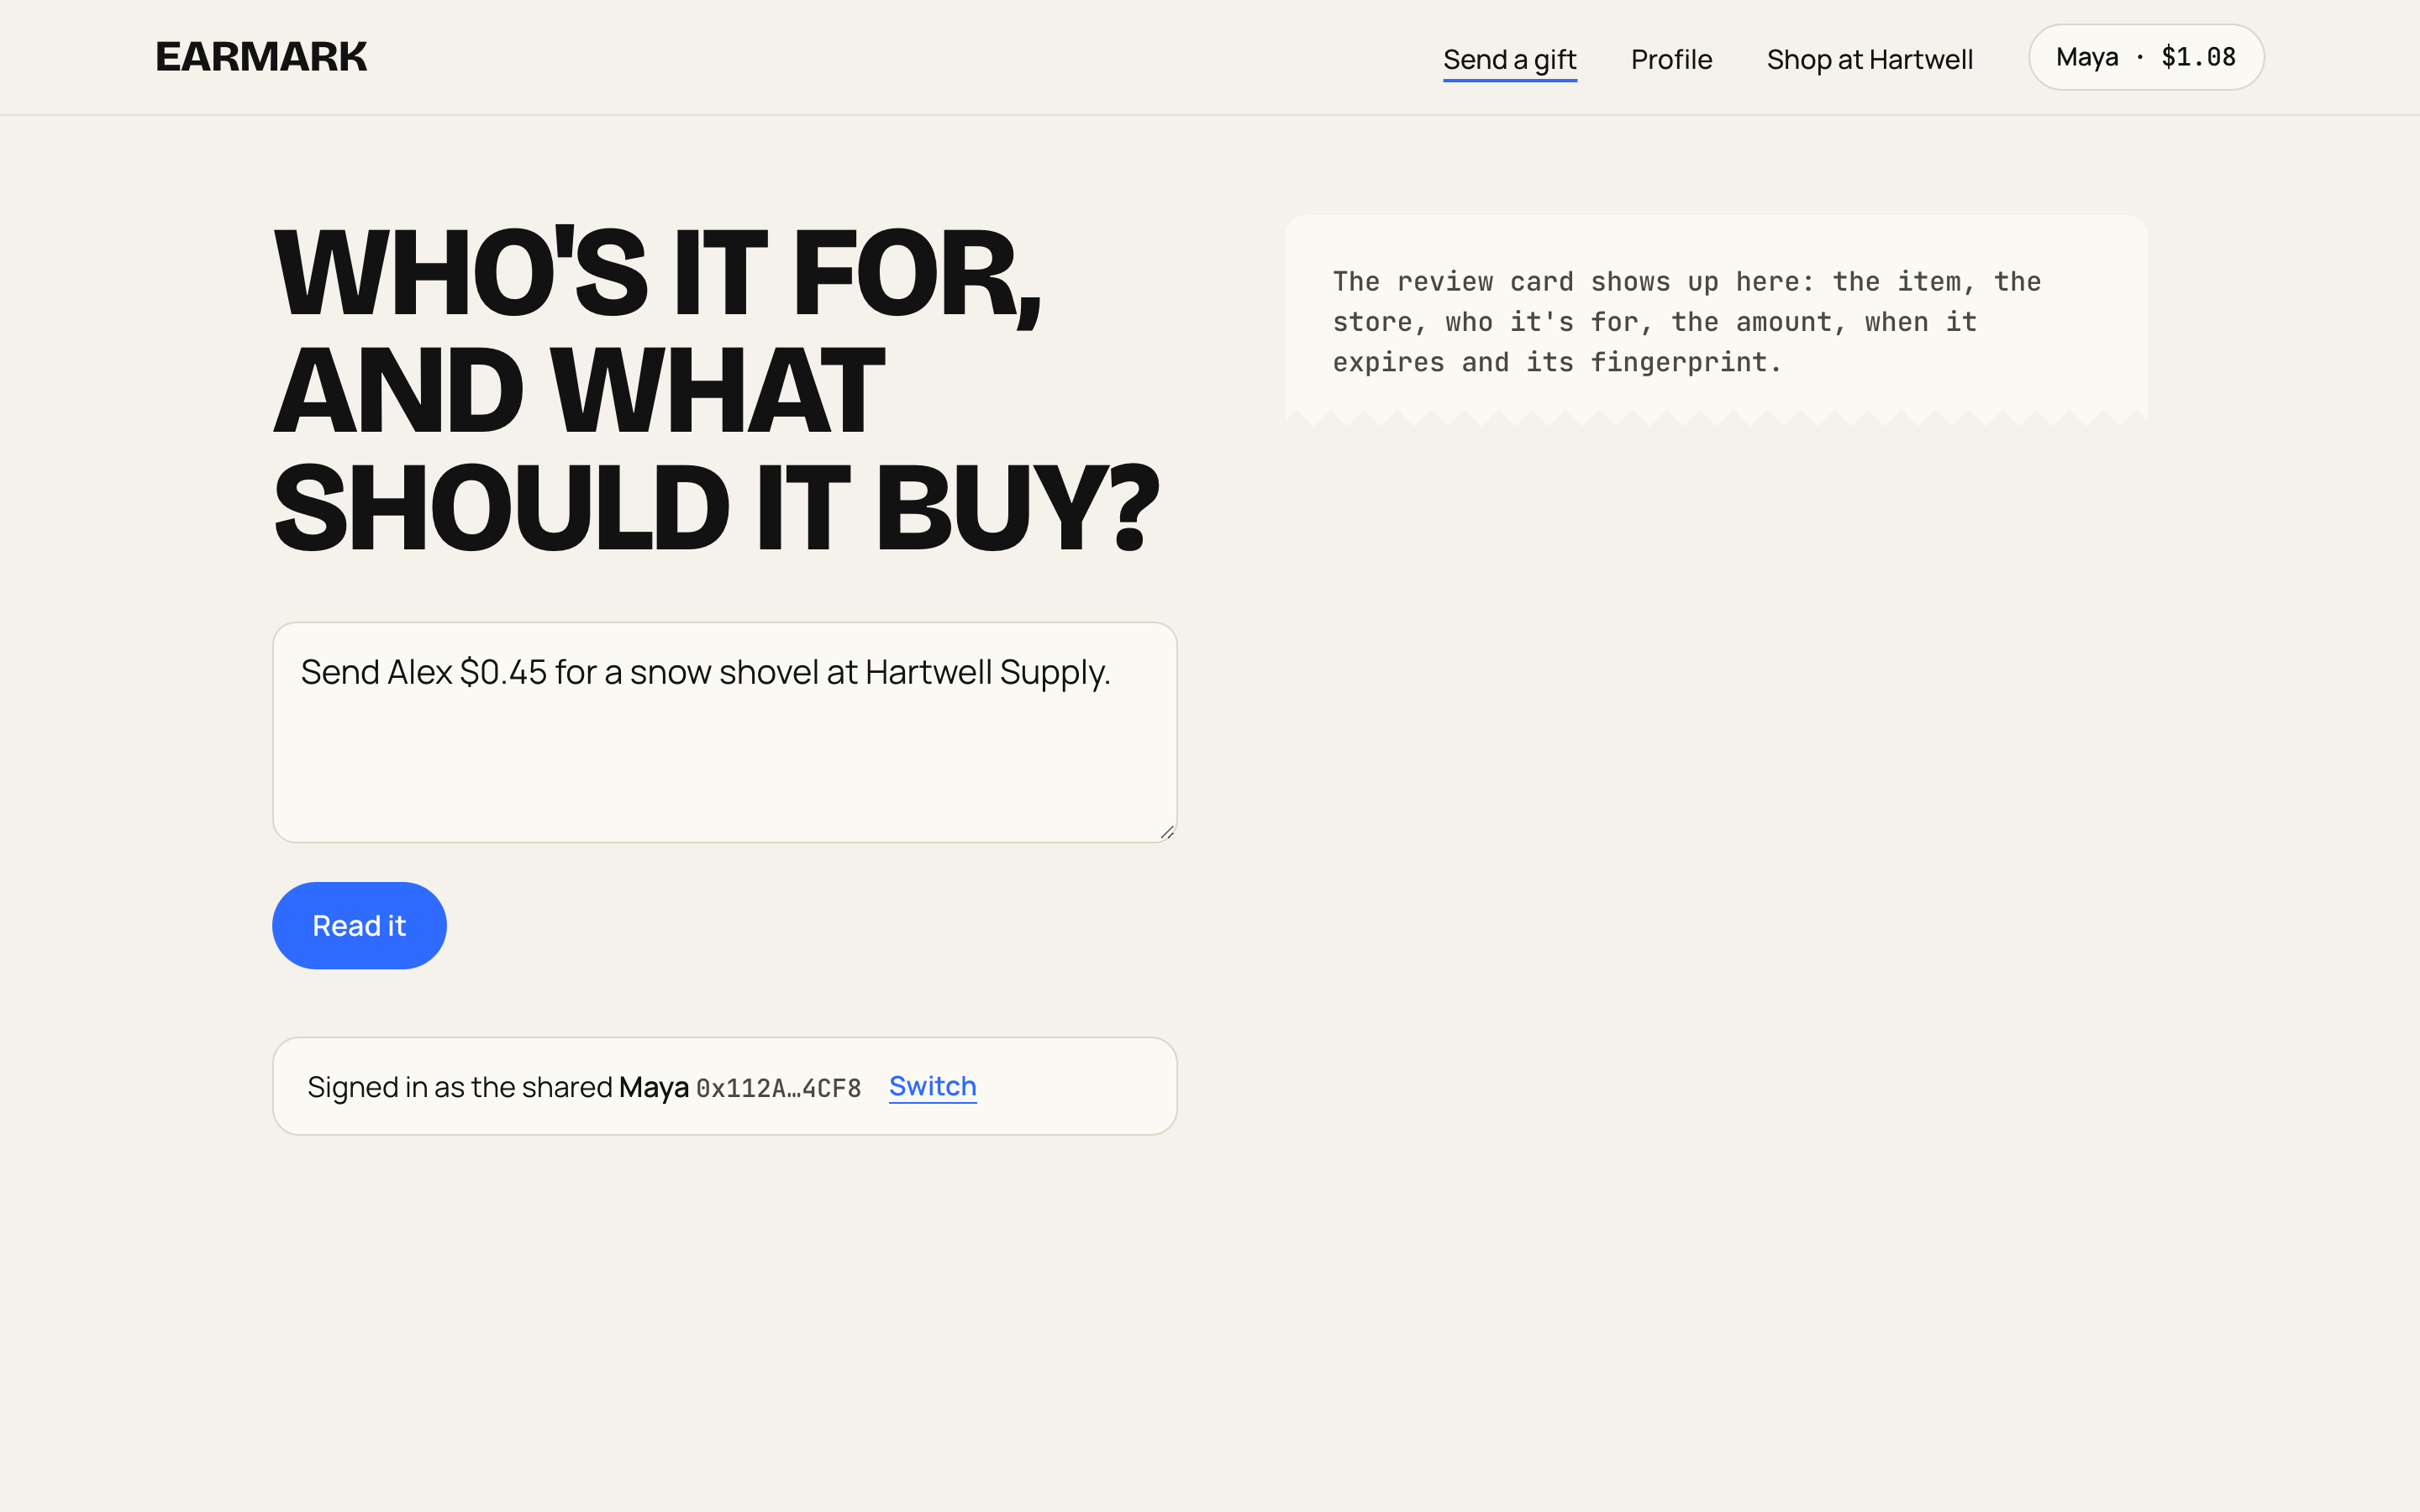 EARMARK
Send a gift
Profile
Shop at Hartwell
Maya · $1.08
WHO'S IT FOR,
AND WHAT
SHOULD IT BUY?
Send Alex $0.45 for a snow shovel at Hartwell Supply.
Read it
Signed in as the shared Maya 0x112A…4CF8 Switch
The review card shows up here: the item, the
store, who it's for, the amount, when it
expires and its fingerprint.